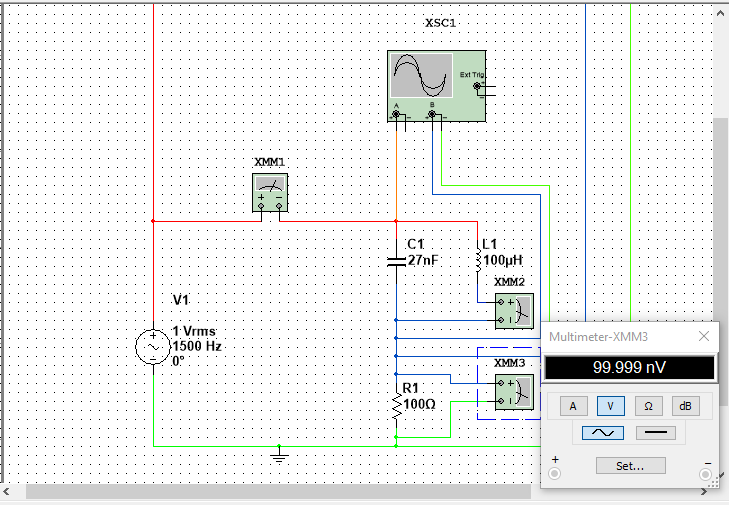 XSC1
Ext Trig
+
−
A
B
+ − + −
XMM1
+ −
C1
27nF
L1
100μH
XMM2
+
V1
+
1 Vrms
1500 Hz
0°
XMM3
+
R1
100Ω
Multimeter-XMM3
99.999 nV
A V Ω dB
+ Set... −